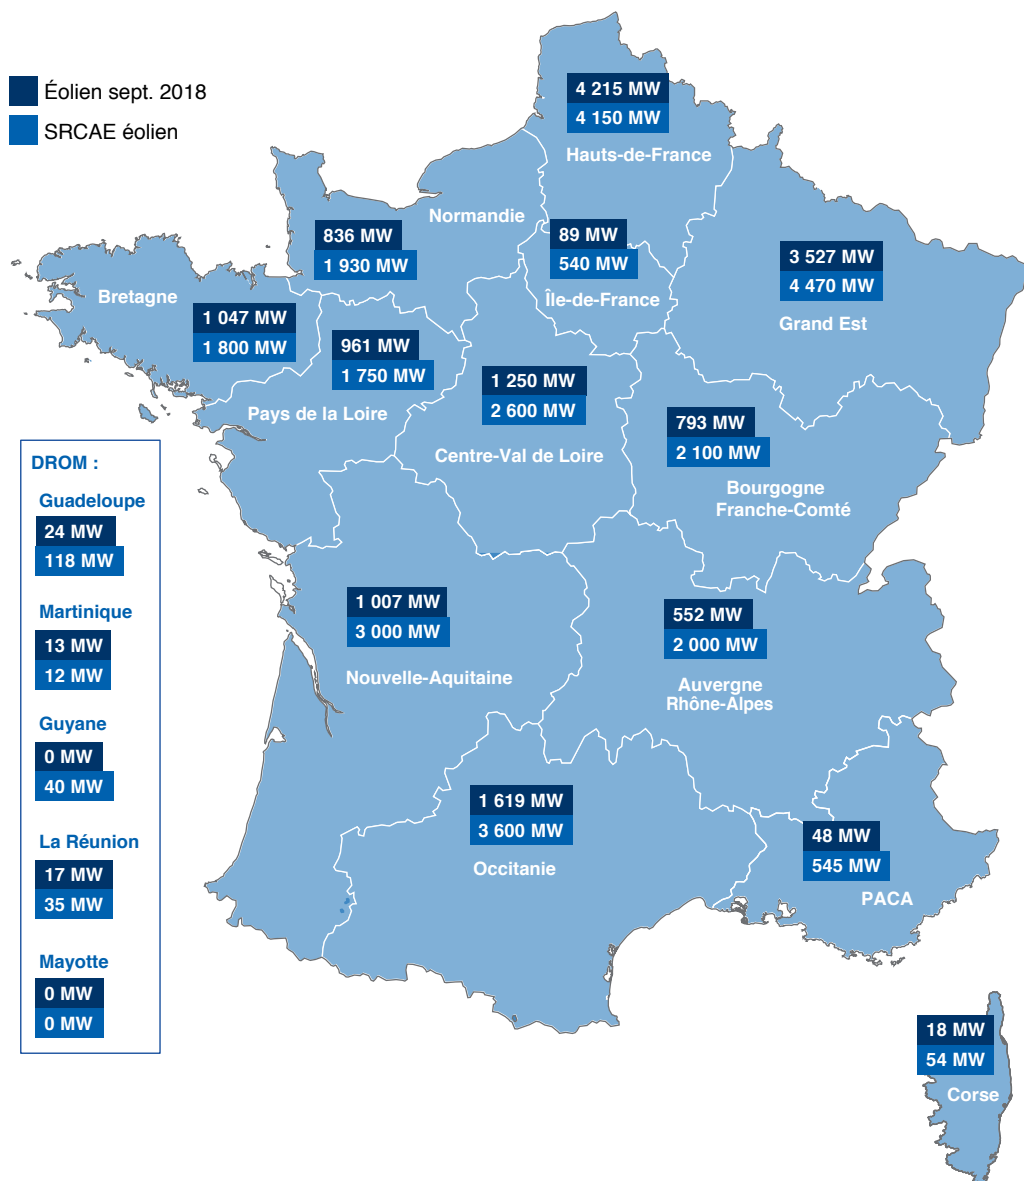 Éolien sept. 2018
SRCAE éolien
4 215 MW
4 150 MW
Hauts-de-France
Normandie
836 MW
1 930 MW
89 MW
540 MW
Île-de-France
3 527 MW
4 470 MW
Grand Est
Bretagne
1 047 MW
1 800 MW
961 MW
1 750 MW
Pays de la Loire
1 250 MW
2 600 MW
Centre-Val de Loire
793 MW
2 100 MW
Bourgogne
Franche-Comté
DROM :
Guadeloupe
24 MW
118 MW
Martinique
13 MW
12 MW
Guyane
0 MW
40 MW
La Réunion
17 MW
35 MW
Mayotte
0 MW
0 MW
1 007 MW
3 000 MW
Nouvelle-Aquitaine
552 MW
2 000 MW
Auvergne
Rhône-Alpes
1 619 MW
3 600 MW
Occitanie
48 MW
545 MW
PACA
18 MW
54 MW
Corse